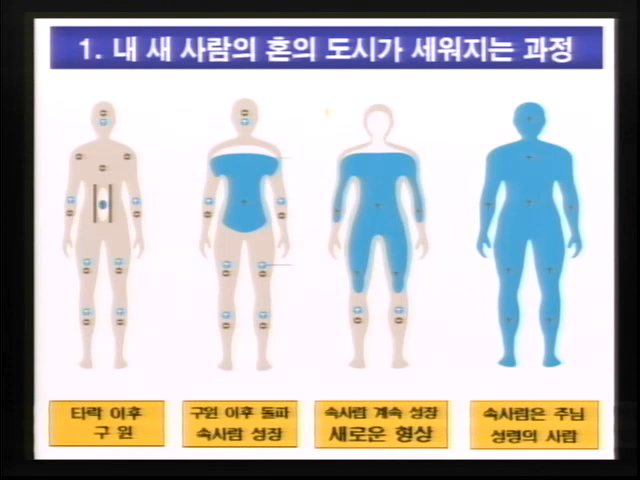 1. 내 새 사람의 혼의 도시가 세워지는 과정
타락 이후
구 원
구원 이후 돌파
속사람 성장
속사람 계속 성장
새로운 형상
속사람은 주님
성령의 사람